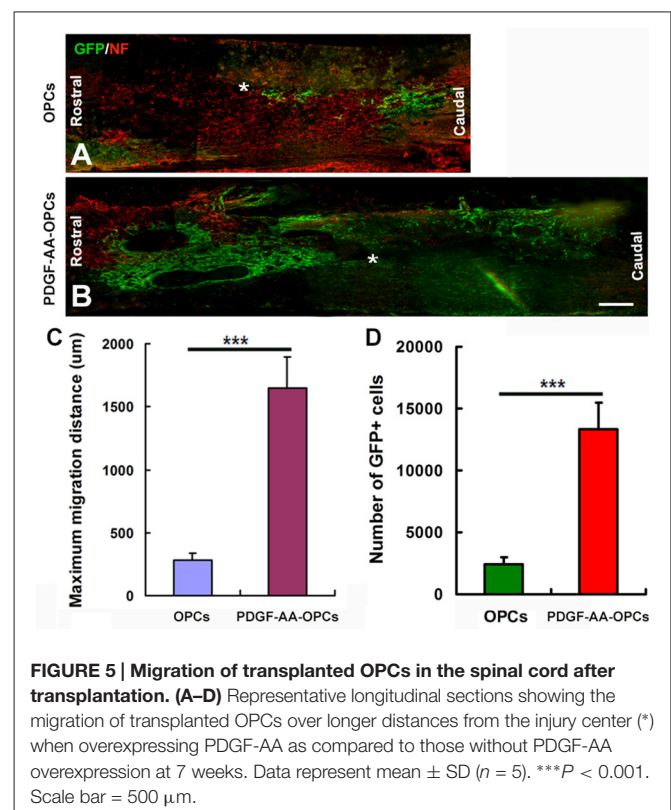 GFP/NF
OPCs
Rostral
*
Caudal
A
PDGF-AA-OPCs
Rostral
*
Caudal
B
C
Maximum migration distance (um)
2000
1500
1000
500
0
***
OPCs
PDGF-AA-OPCs
D
Number of GFP+ cells
20000
15000
10000
5000
0
***
OPCs
PDGF-AA-OPCs
FIGURE 5 | Migration of transplanted OPCs in the spinal cord after
transplantation. (A–D) Representative longitudinal sections showing the
migration of transplanted OPCs over longer distances from the injury center (*)
when overexpressing PDGF-AA as compared to those without PDGF-AA
overexpression at 7 weeks. Data represent mean ± SD (n = 5). ***P < 0.001.
Scale bar = 500 μm.